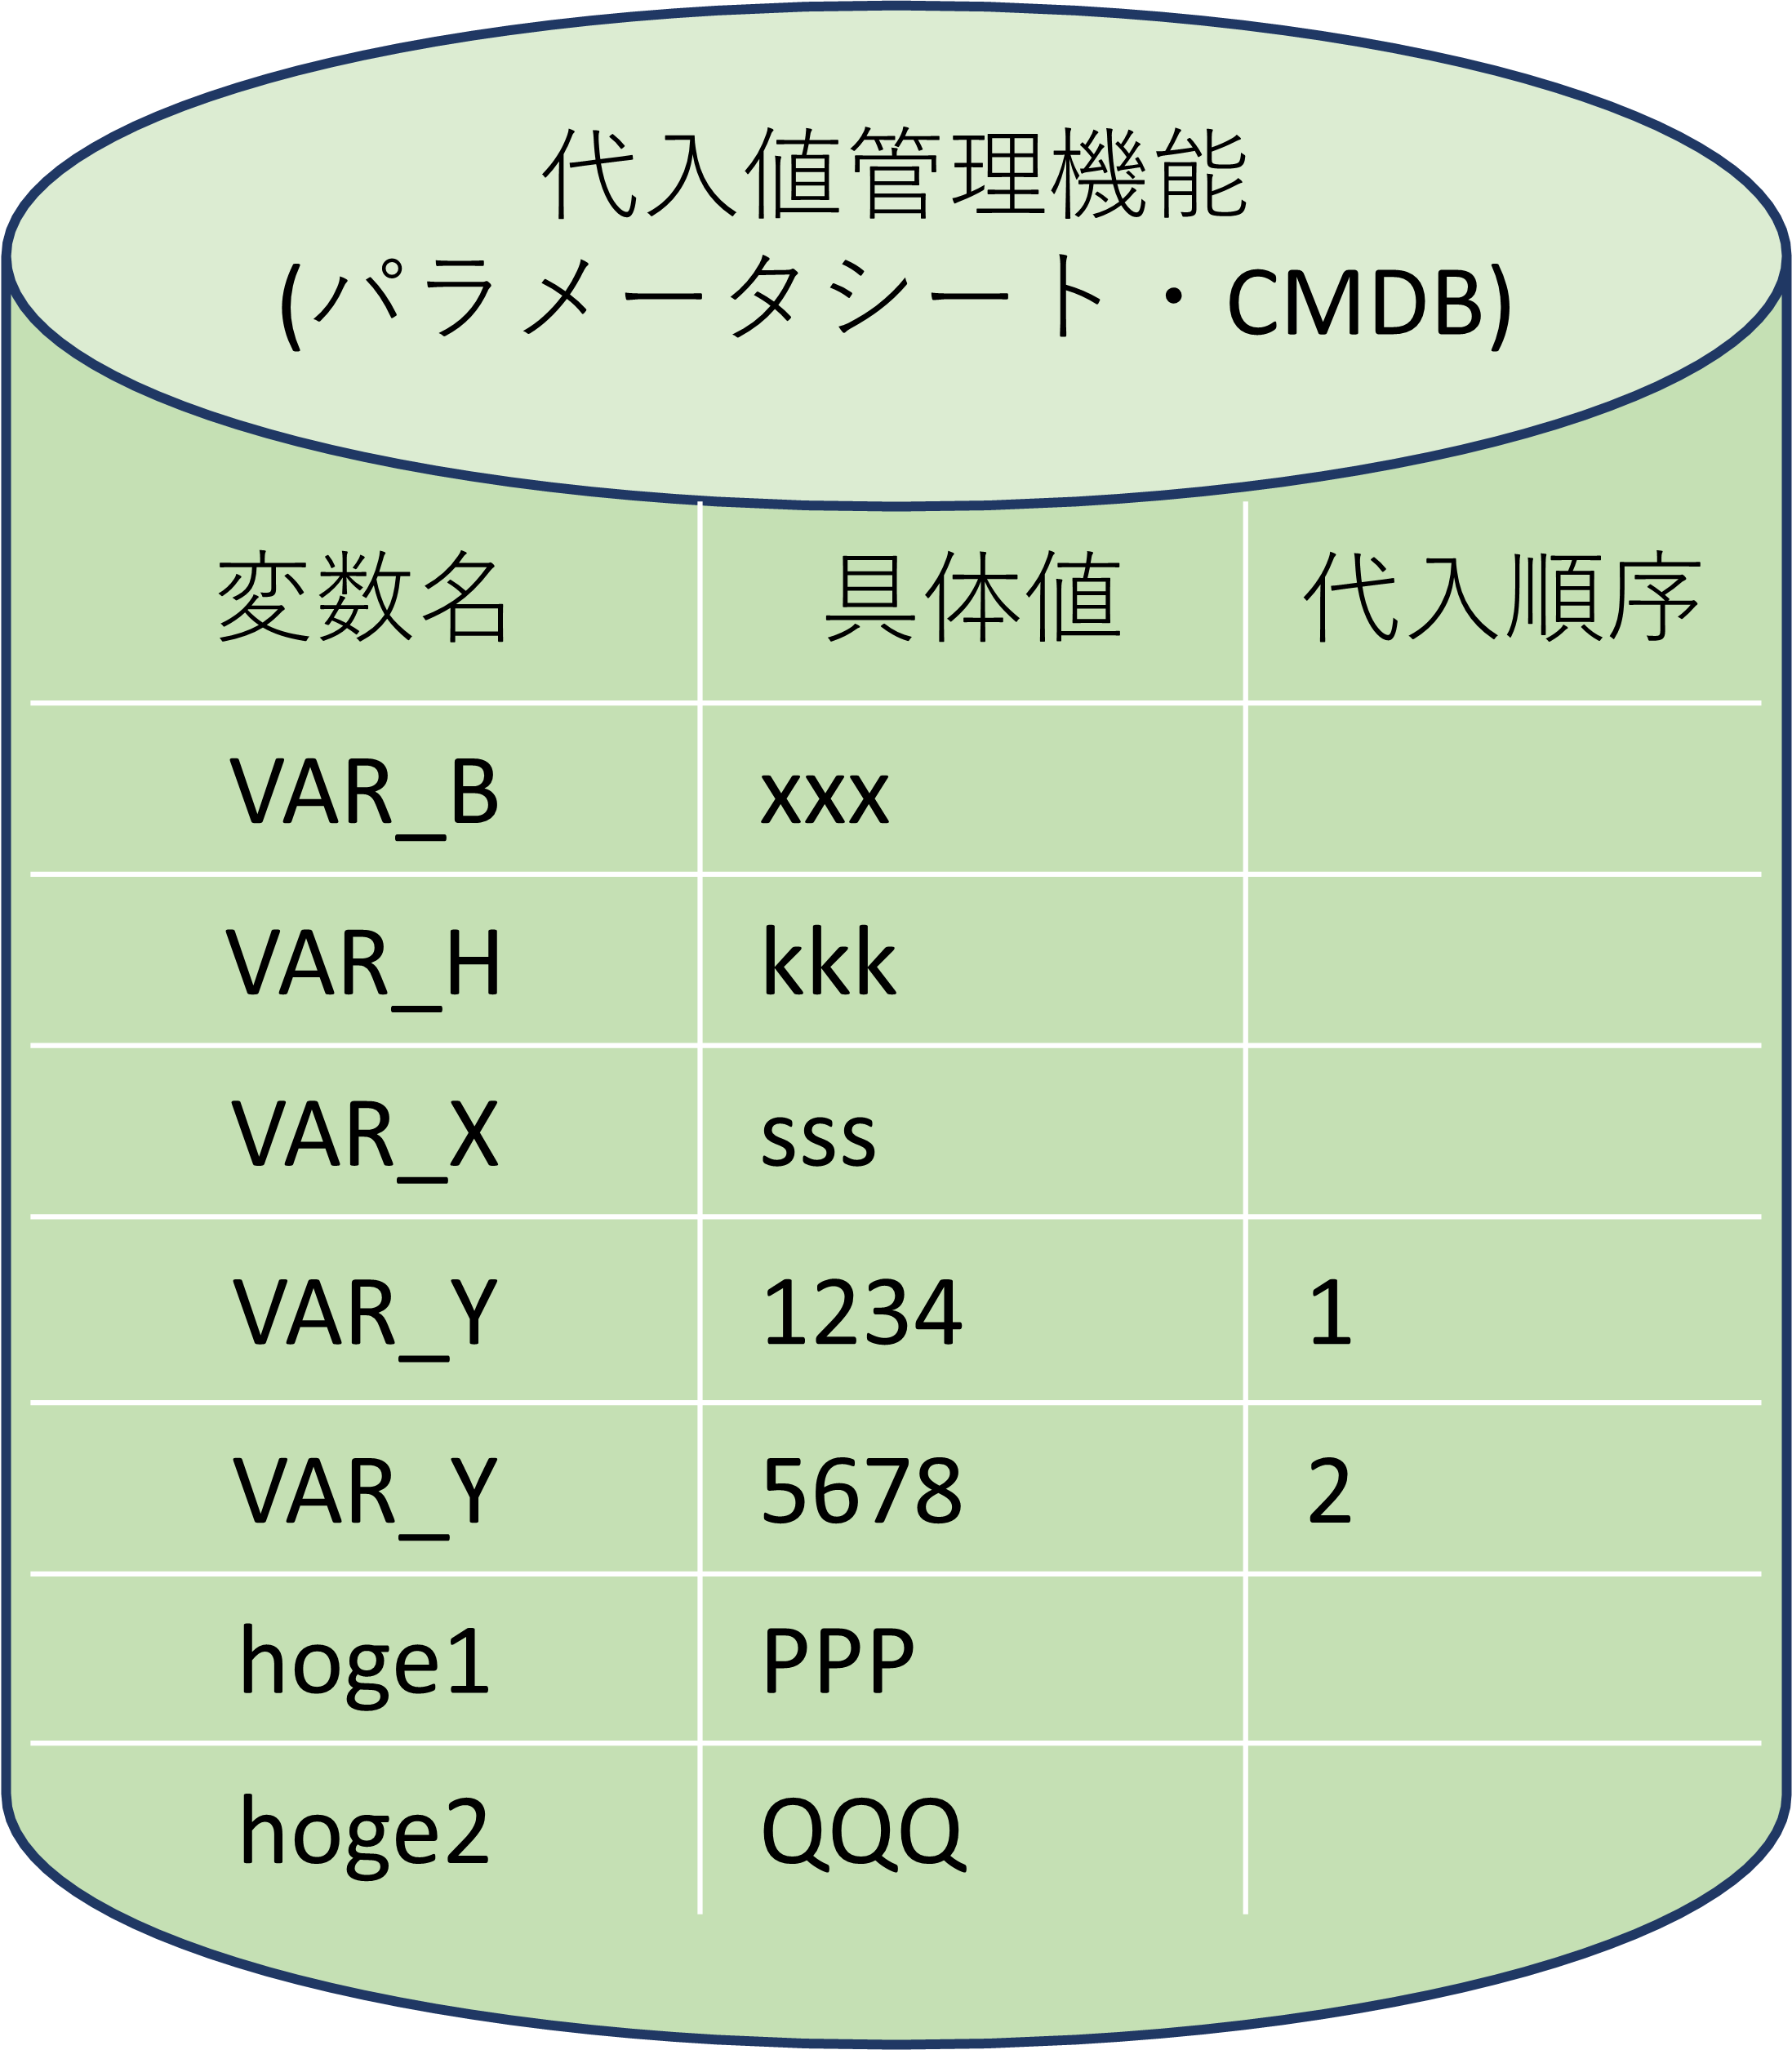 代入値管理機能
(パラメータシート・CMDB)
変数名 具体値 代入順序
VAR_B xxx
VAR_H kkk
VAR_X sss
VAR_Y 1234 1
VAR_Y 5678 2
hoge1 PPP
hoge2 QQQ